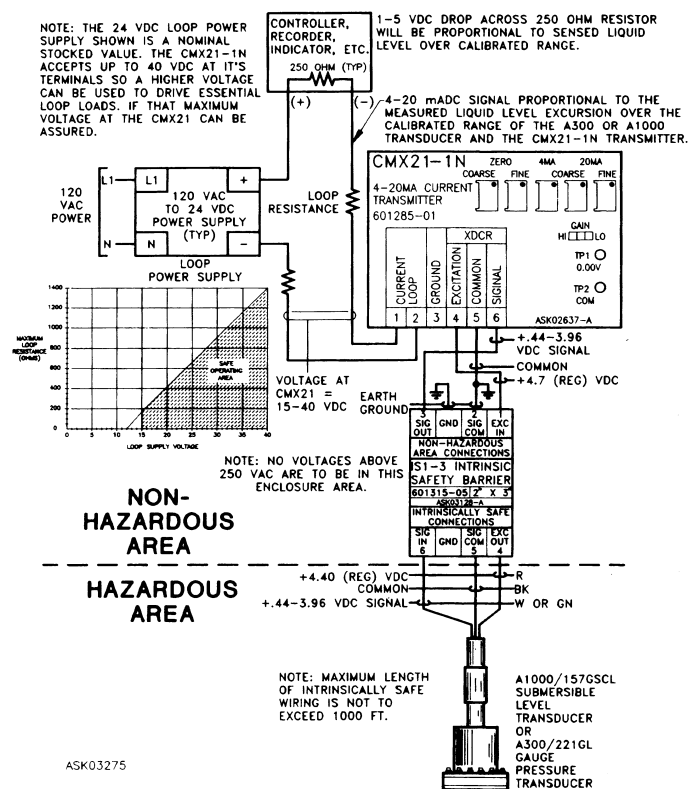 NOTE: THE 24 VDC LOOP POWER
SUPPLY SHOWN IS A NOMINAL
STOCKED VALUE. THE CMX21-1N
ACCEPTS UP TO 40 VDC AT IT'S
TERMINALS SO A HIGHER VOLTAGE
CAN BE USED TO DRIVE ESSENTIAL
LOOP LOADS. IF THAT MAXIMUM
VOLTAGE AT THE CMX21 CAN BE
ASSURED.
CONTROLLER,
RECORDER,
INDICATOR, ETC.
250 OHM (TYP)
(+)
(-)
1-5 VDC DROP ACROSS 250 OHM RESISTOR
WILL BE PROPORTIONAL TO SENSED LIQUID
LEVEL OVER CALIBRATED RANGE.
4-20 mADC SIGNAL PROPORTIONAL TO THE
MEASURED LIQUID LEVEL EXCURSION OVER THE
CALIBRATED RANGE OF THE A300 OR A1000
TRANSDUCER AND THE CMX21-1N TRANSMITTER.
120
VAC
POWER
L1
L1
+
120 VAC
TO 24 VDC
POWER SUPPLY
(TYP)
N
N
-
LOOP
POWER SUPPLY
LOOP
RESISTANCE
CMX21-1N
ZERO 4MA 20MA
COARSE FINE COARSE FINE
4-20MA CURRENT
TRANSMITTER
601285-01
XDCR
CURRENT
LOOP
GROUND
EXCITATION
COMMON
SIGINAL
1 2 3 4 5 6
GAIN
HI LO
TP1
0.00V
TP2
COM
ASK02637-A
1400
1200
1000
800
600
400
200
0
MAXIMUM
LOOP
RESISTANCE
(OHMS)
SAFE
OPERATING
AREA
0 5 10 15 20 25 30 35 40
LOOP SUPPLY VOLTAGE
VOLTAGE AT
CMX21 =
15-40 VDC
+.44-3.96
VDC SIGNAL
COMMON
+4.7 (REG) VDC
EARTH
GROUND
3 2 1
SIG OUT
GND
SIG COM
EXC IN
NON-HAZARDOUS
AREA CONNECTIONS
IS1-3 INTRINSIC
SAFETY BARRIER
601315-05 2" X 3"
ASK03128-A
INTRINSICALLY SAFE
CONNECTIONS
SIG IN
GND
SIG COM
EXC OUT
6 5 4
NOTE: NO VOLTAGES ABOVE
250 VAC ARE TO BE IN THIS
ENCLOSURE AREA.
NON-
HAZARDOUS
AREA
HAZARDOUS
AREA
+4.40 (REG) VDC
R
COMMON
BK
+.44-3.96 VDC SIGNAL
W OR GN
NOTE: MAXIMUM LENGTH
OF INTRINSICALLY SAFE
WIRING IS NOT TO
EXCEED 1000 FT.
A1000/157GSCL
SUBMERSIBLE
LEVEL
TRANSDUCER
OR
A300/221GL
GAUGE
PRESSURE
TRANSDUCER
ASK03275